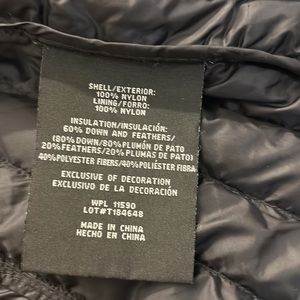 SHELL/EXTERIOR:
100% NYLON
LINING/FORRO:
100% NYLON
INSULATION/INSULACIÓN:
60% DOWN AND FEATHERS/
(80% DOWN/80% PLUMÓN DE PATO)
20% FEATHERS/20% PLUMAS DE PATO)
40%POLYESTER FIBERS/40%POLIÉSTER FIBRA
EXCLUSIVE OF DECORATION
EXCLUSIVO DE LA DECORACIÓN
WPL 11590
LOT#T184648
MADE IN CHINA
HECHO EN CHINA